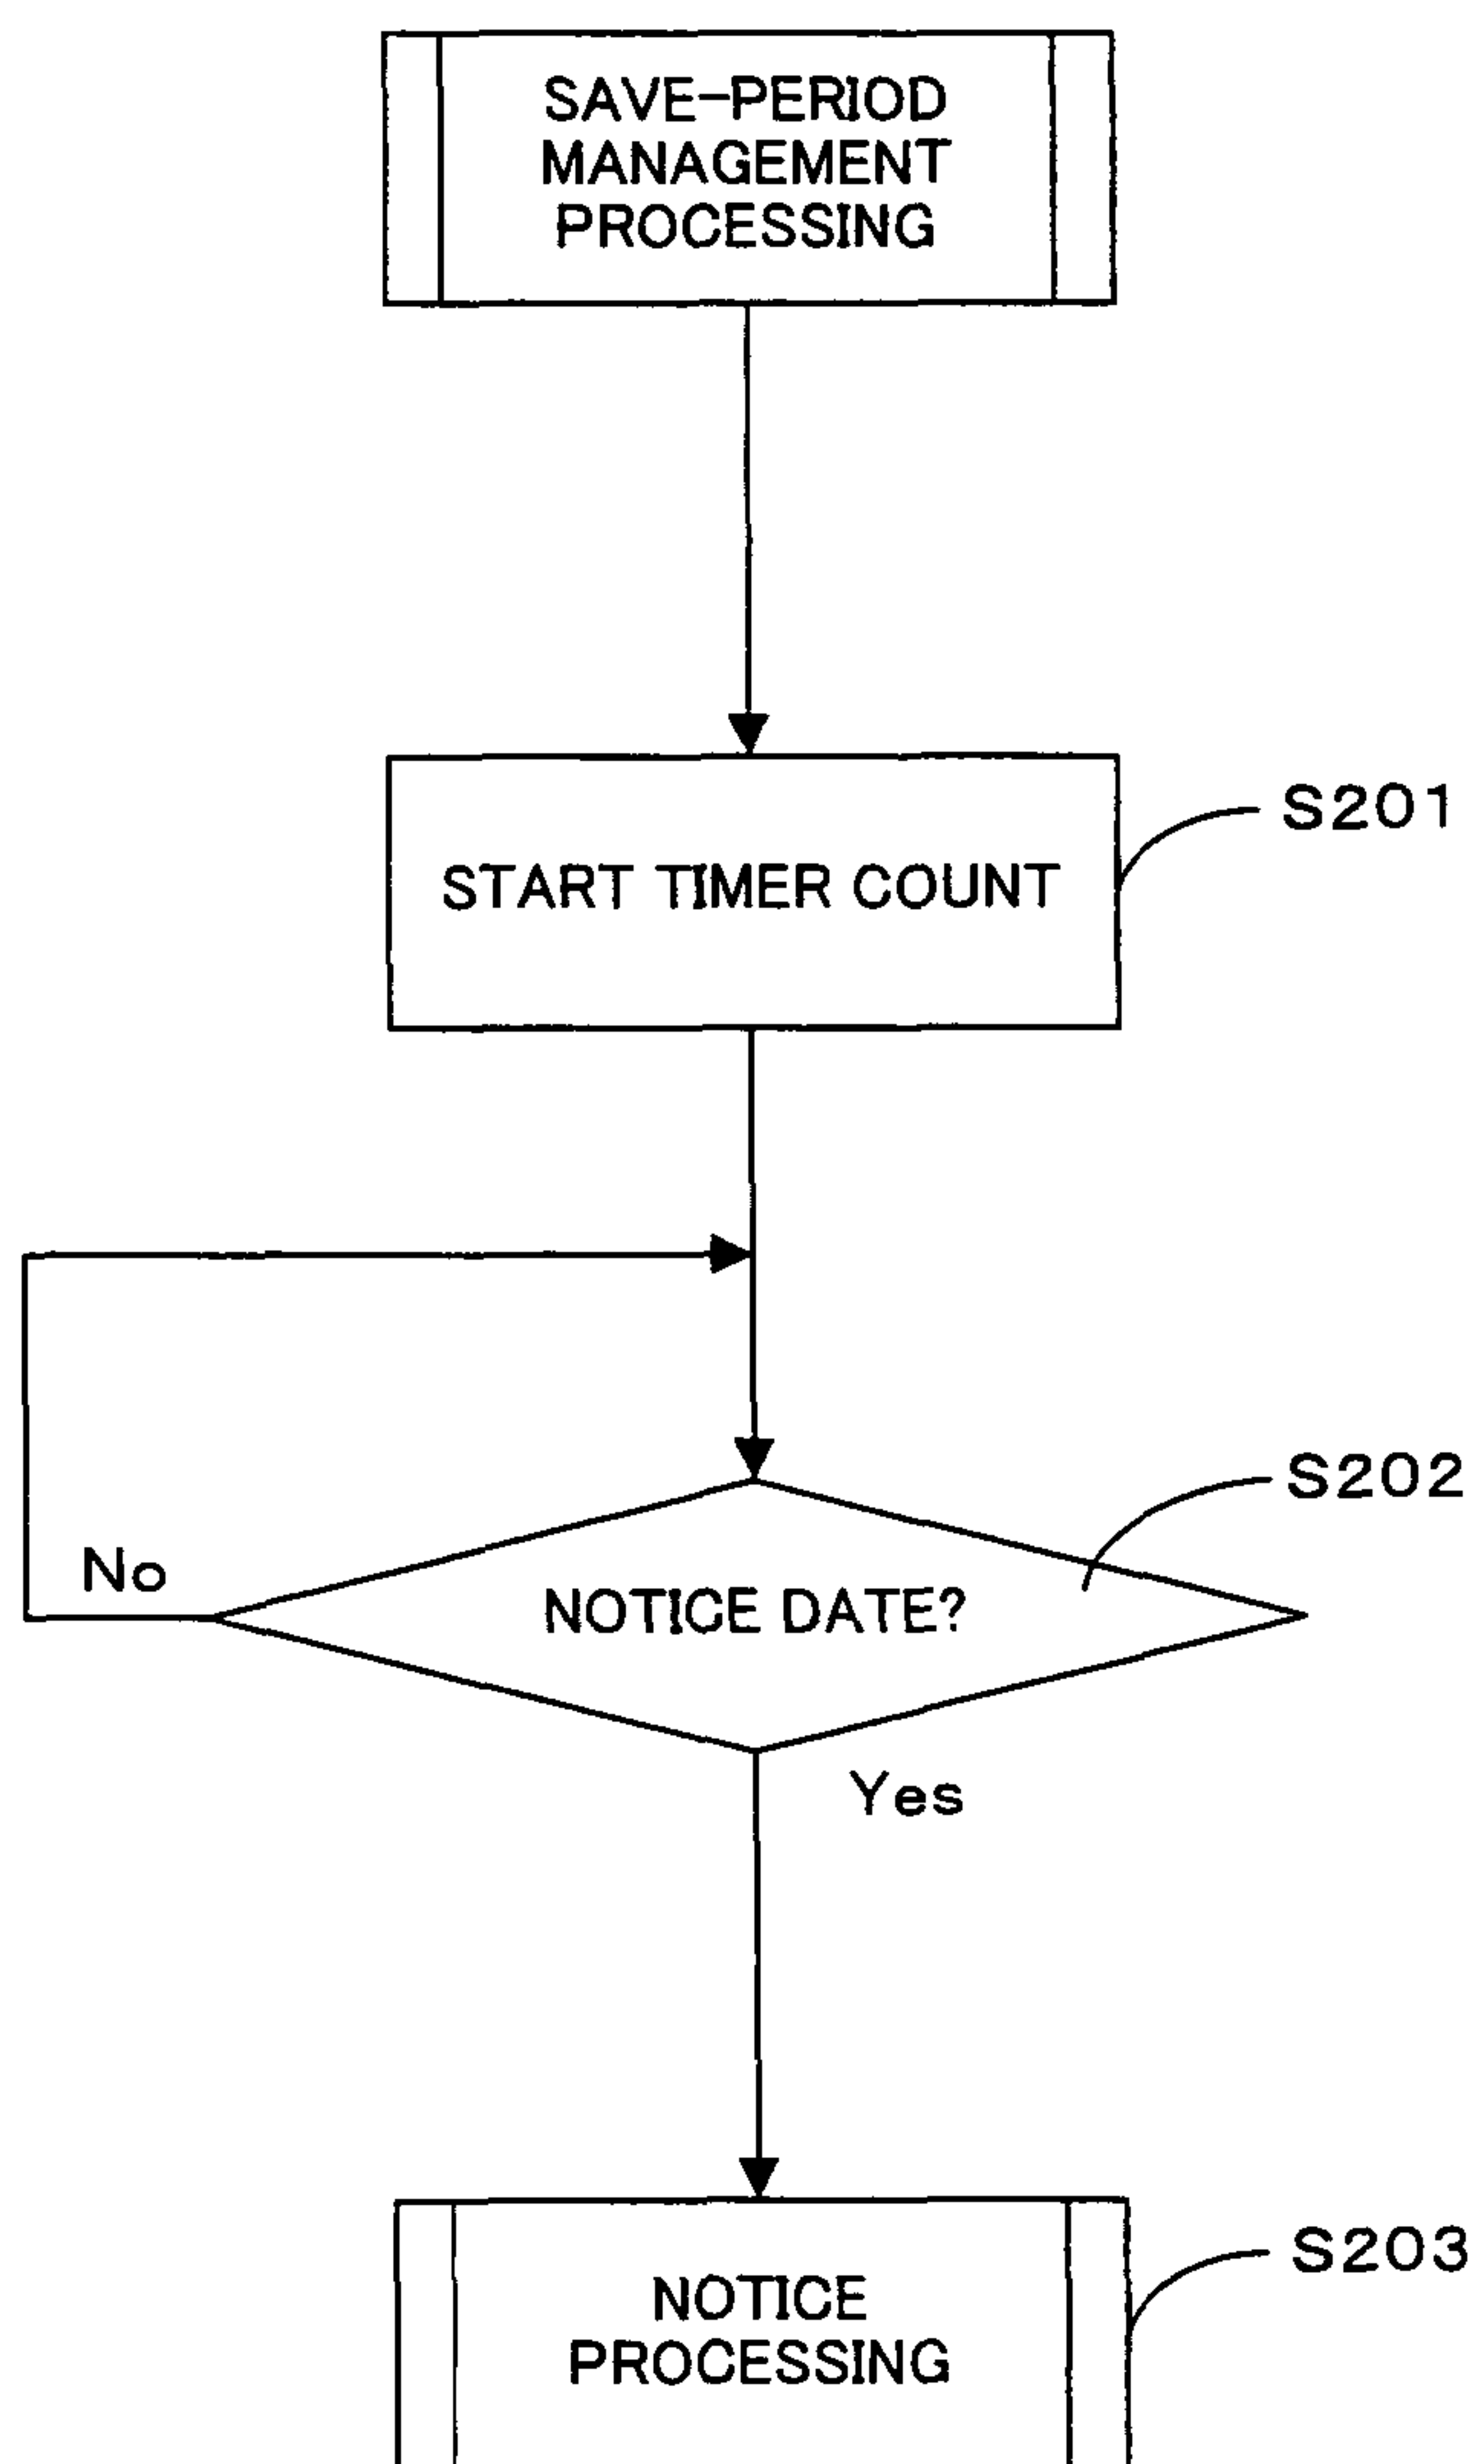 SAVE-PERIOD
MANAGEMENT
PROCESSING
START TIMER COUNT
S201
S202
No
NOTICE DATE?
Yes
S203
NOTICE
PROCESSING